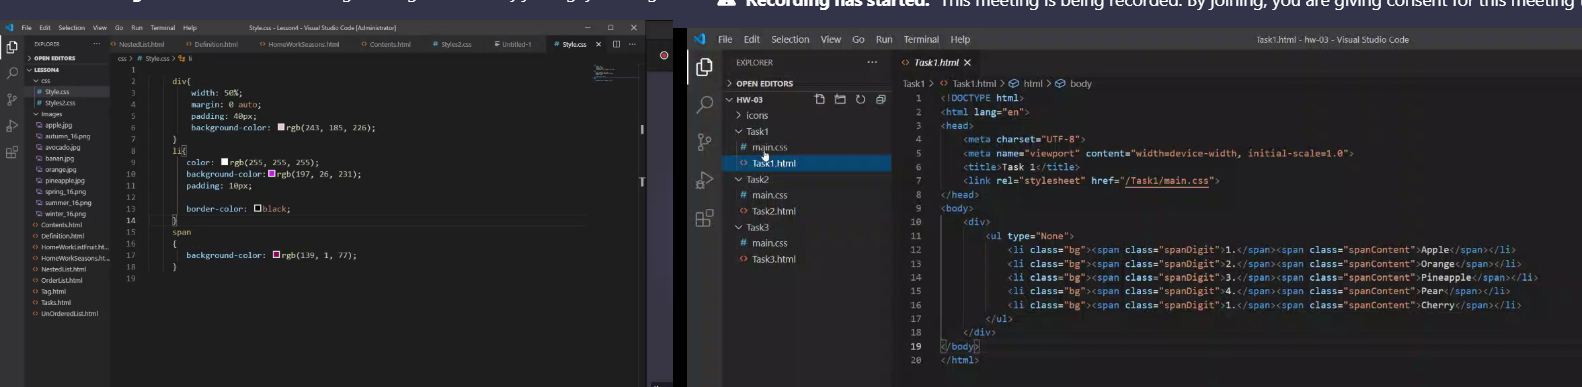 Recording has started. This meeting is being recorded. By joining, you are giving consent for this meeting
File Edit Selection View Go Run Terminal Help
Style.css - Lesson4 - Visual Studio Code [Administrator]
EXPLORER
NestedList.html Definition.html HomeWorkSeasons.html Contents.html Styles2.css Untitled-1 Style.css
OPEN EDITORS
css > # Style.css > li
LESSON4
css
Style.css
Styles2.css
Images
apple.jpg
autumn_16.png
avocado.jpg
banan.jpg
orange.jpg
pineapple.jpg
spring_16.png
summer_16.png
winter_16.png
Contents.html
Definition.html
HomeWorkListFruit.ht...
HomeWorkSeasons.ht...
NestedList.html
OrderList.html
Tag.html
Tasks.html
UnOrderedList.html
1
2 div{
3 width: 50%;
4 margin: 0 auto;
5 padding: 40px;
6 background-color: rgb(243, 185, 226);
7 }
8 li{
9 color: rgb(255, 255, 255);
10 background-color: rgb(197, 26, 231);
11 padding: 10px;
12
13 border-color: black;
14 }
15 span
16 {
17 background-color: rgb(139, 1, 77);
18 }
19
File Edit Selection View Go Run Terminal Help
Task1.html - hw-03 - Visual Studio Code
EXPLORER
Task1.html
OPEN EDITORS
Task1 > Task1.html > html > body
HW-03
icons
Task1
main.css
Task1.html
Task2
main.css
Task2.html
Task3
main.css
Task3.html
1 <!DOCTYPE html>
2 <html lang="en">
3 <head>
4 <meta charset="UTF-8">
5 <meta name="viewport" content="width=device-width, initial-scale=1.0">
6 <title>Task 1</title>
7 <link rel="stylesheet" href="/Task1/main.css">
8 </head>
9 <body>
10 <div>
11 <ul type="None">
12 <li class="bg"><span class="spanDigit">1.</span><span class="spanContent">Apple</span></li>
13 <li class="bg"><span class="spanDigit">2.</span><span class="spanContent">Orange</span></li>
14 <li class="bg"><span class="spanDigit">3.</span><span class="spanContent">Pineapple</span></li>
15 <li class="bg"><span class="spanDigit">4.</span><span class="spanContent">Pear</span></li>
16 <li class="bg"><span class="spanDigit">1.</span><span class="spanContent">Cherry</span></li>
17 </ul>
18 </div>
19 </body>
20 </html>